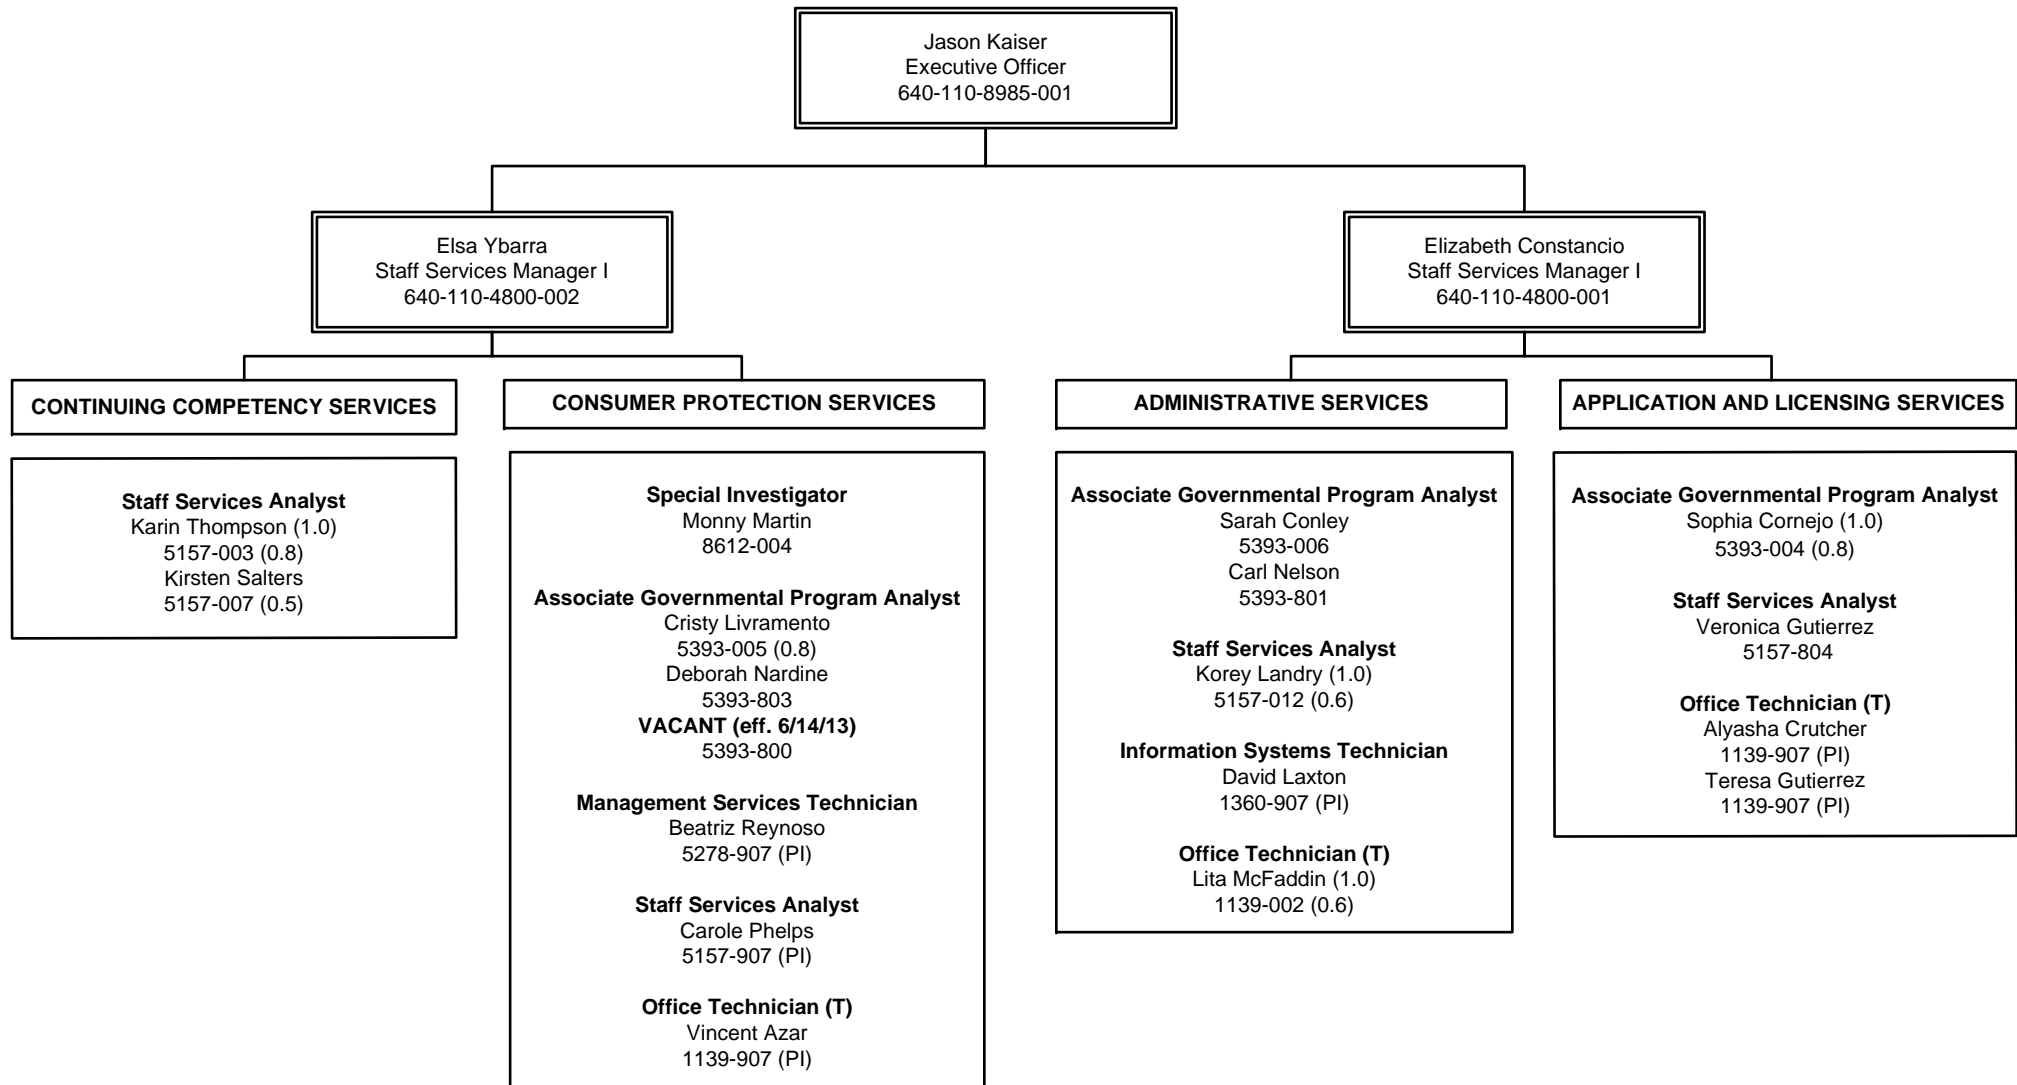 Jason Kaiser
Executive Officer
640-110-8985-001
Elsa Ybarra
Staff Services Manager I
640-110-4800-002
Elizabeth Constancio
Staff Services Manager I
640-110-4800-001
CONTINUING COMPETENCY SERVICES
Staff Services Analyst
Karin Thompson (1.0)
5157-003 (0.8)
Kirsten Salters
5157-007 (0.5)
CONSUMER PROTECTION SERVICES
Special Investigator
Monny Martin
8612-004
Associate Governmental Program Analyst
Cristy Livramento
5393-005 (0.8)
Deborah Nardine
5393-803
VACANT (eff. 6/14/13)
5393-800
Management Services Technician
Beatriz Reynoso
5278-907 (PI)
Staff Services Analyst
Carole Phelps
5157-907 (PI)
Office Technician (T)
Vincent Azar
1139-907 (PI)
ADMINISTRATIVE SERVICES
Associate Governmental Program Analyst
Sarah Conley
5393-006
Carl Nelson
5393-801
Staff Services Analyst
Korey Landry (1.0)
5157-012 (0.6)
Information Systems Technician
David Laxton
1360-907 (PI)
Office Technician (T)
Lita McFaddin (1.0)
1139-002 (0.6)
APPLICATION AND LICENSING SERVICES
Associate Governmental Program Analyst
Sophia Cornejo (1.0)
5393-004 (0.8)
Staff Services Analyst
Veronica Gutierrez
5157-804
Office Technician (T)
Alyasha Crutcher
1139-907 (PI)
Teresa Gutierrez
1139-907 (PI)